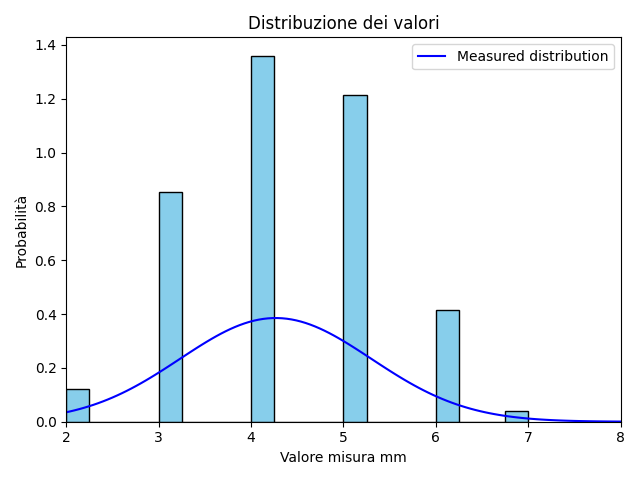 Distribuzione dei valori
Measured distribution
Probabilità
1.4
1.2
1.0
0.8
0.6
0.4
0.2
0.0
2 3 4 5 6 7 8
Valore misura mm